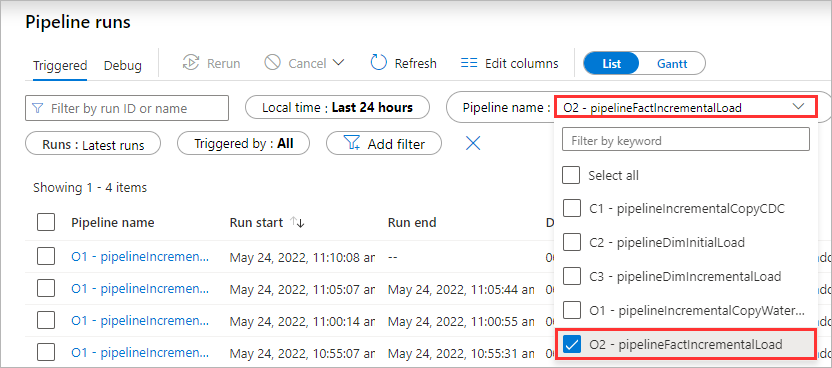 Pipeline runs
Triggered Debug Rerun Cancel Refresh Edit columns List Gantt
Filter by run ID or name Local time : Last 24 hours Pipeline name : O2 - pipelineFactIncrementalLoad
Filter by keyword
Runs : Latest runs Triggered by : All Add filter
Select all
Showing 1 - 4 items
C1 - pipelineIncrementalCopyCDC
Pipeline name Run start Run end
C2 - pipelineDimInitialLoad
O1 - pipelineIncremen... May 24, 2022, 11:10:08 ar --
C3 - pipelineDimIncrementalLoad
O1 - pipelineIncremen... May 24, 2022, 11:05:07 ar May 24, 2022, 11:05:44 an
O1 - pipelineIncrementalCopyWater...
O1 - pipelineIncremen... May 24, 2022, 11:00:14 ar May 24, 2022, 11:00:55 an
O2 - pipelineFactIncrementalLoad
O1 - pipelineIncremen... May 24, 2022, 10:55:07 ar May 24, 2022, 10:55:31 an